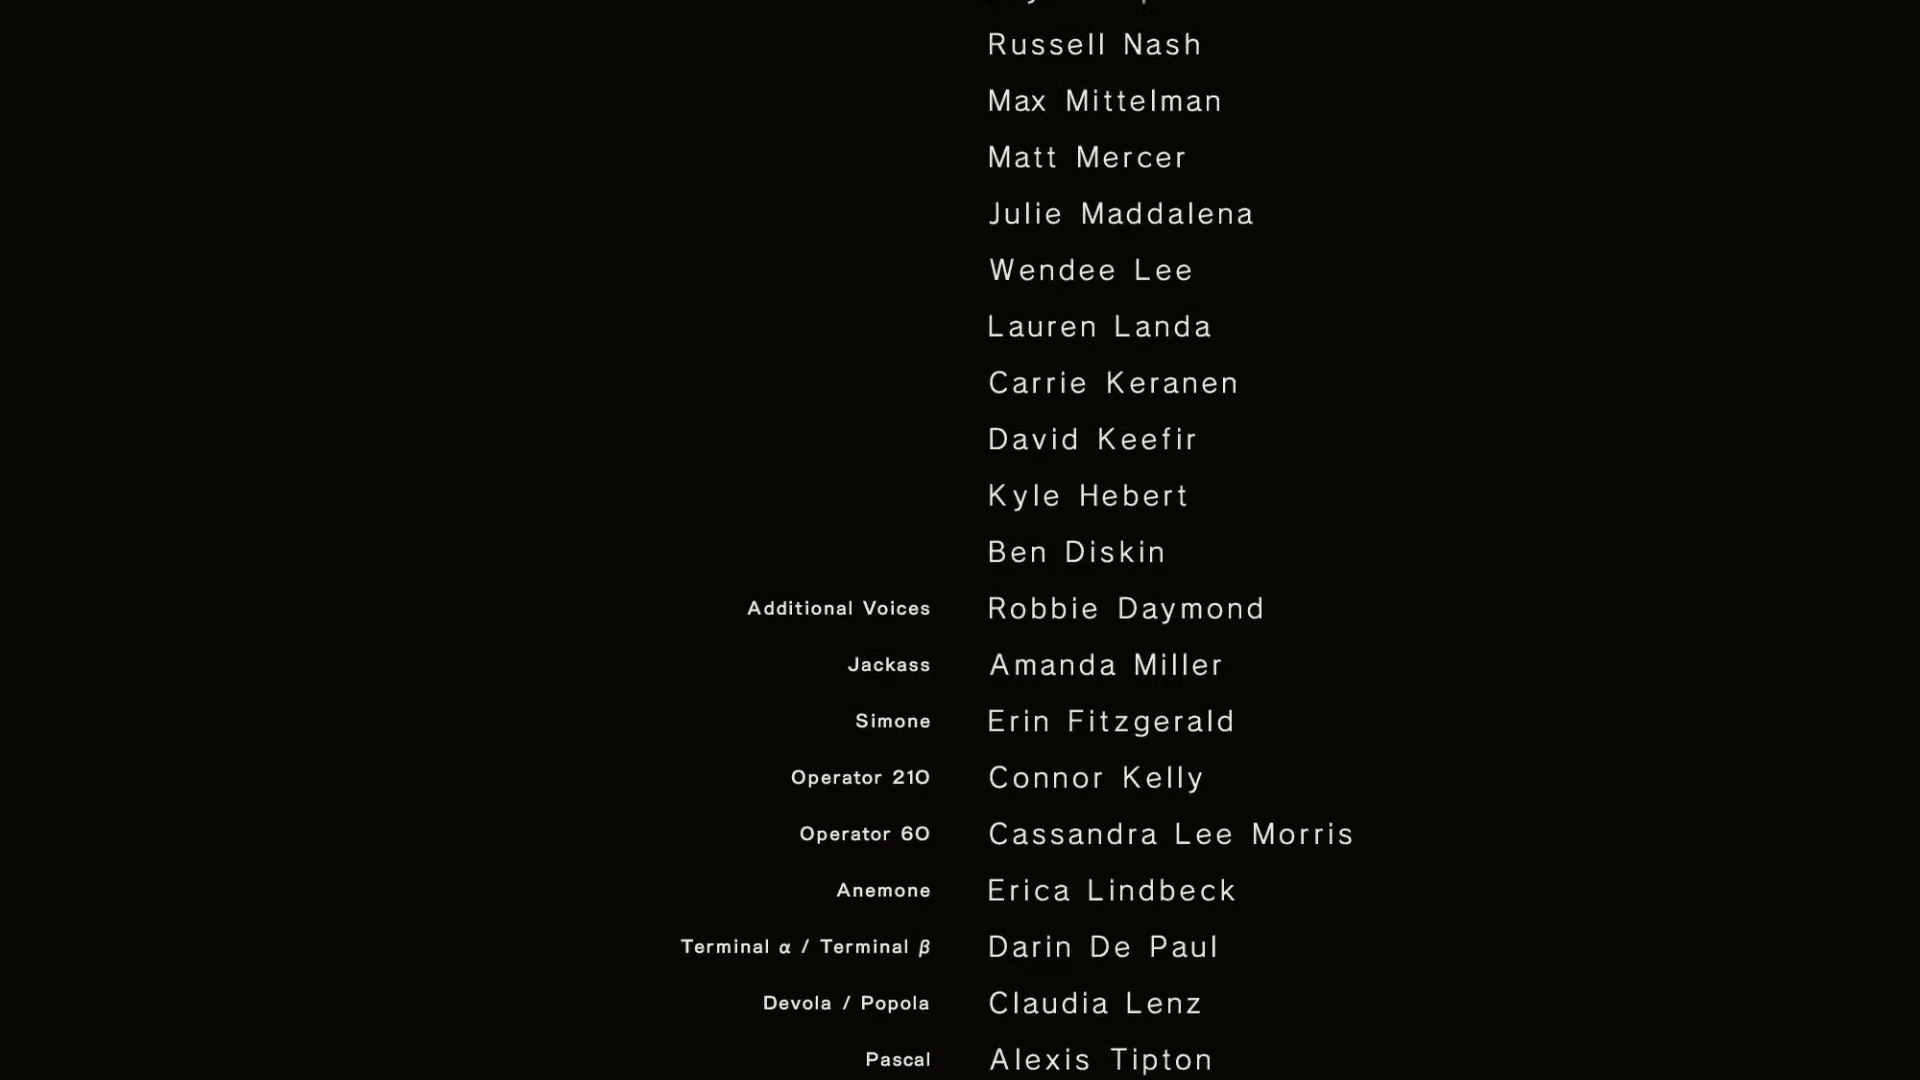 Russell Nash
Max Mittelman
Matt Mercer
Julie Maddalena
Wendee Lee
Lauren Landa
Carrie Keranen
David Keefir
Kyle Hebert
Ben Diskin
Additional Voices Robbie Daymond
Jackass Amanda Miller
Simone Erin Fitzgerald
Operator 21O Connor Kelly
Operator 6O Cassandra Lee Morris
Anemone Erica Lindbeck
Terminal α / Terminal β Darin De Paul
Devola / Popola Claudia Lenz
Pascal Alexis Tipton